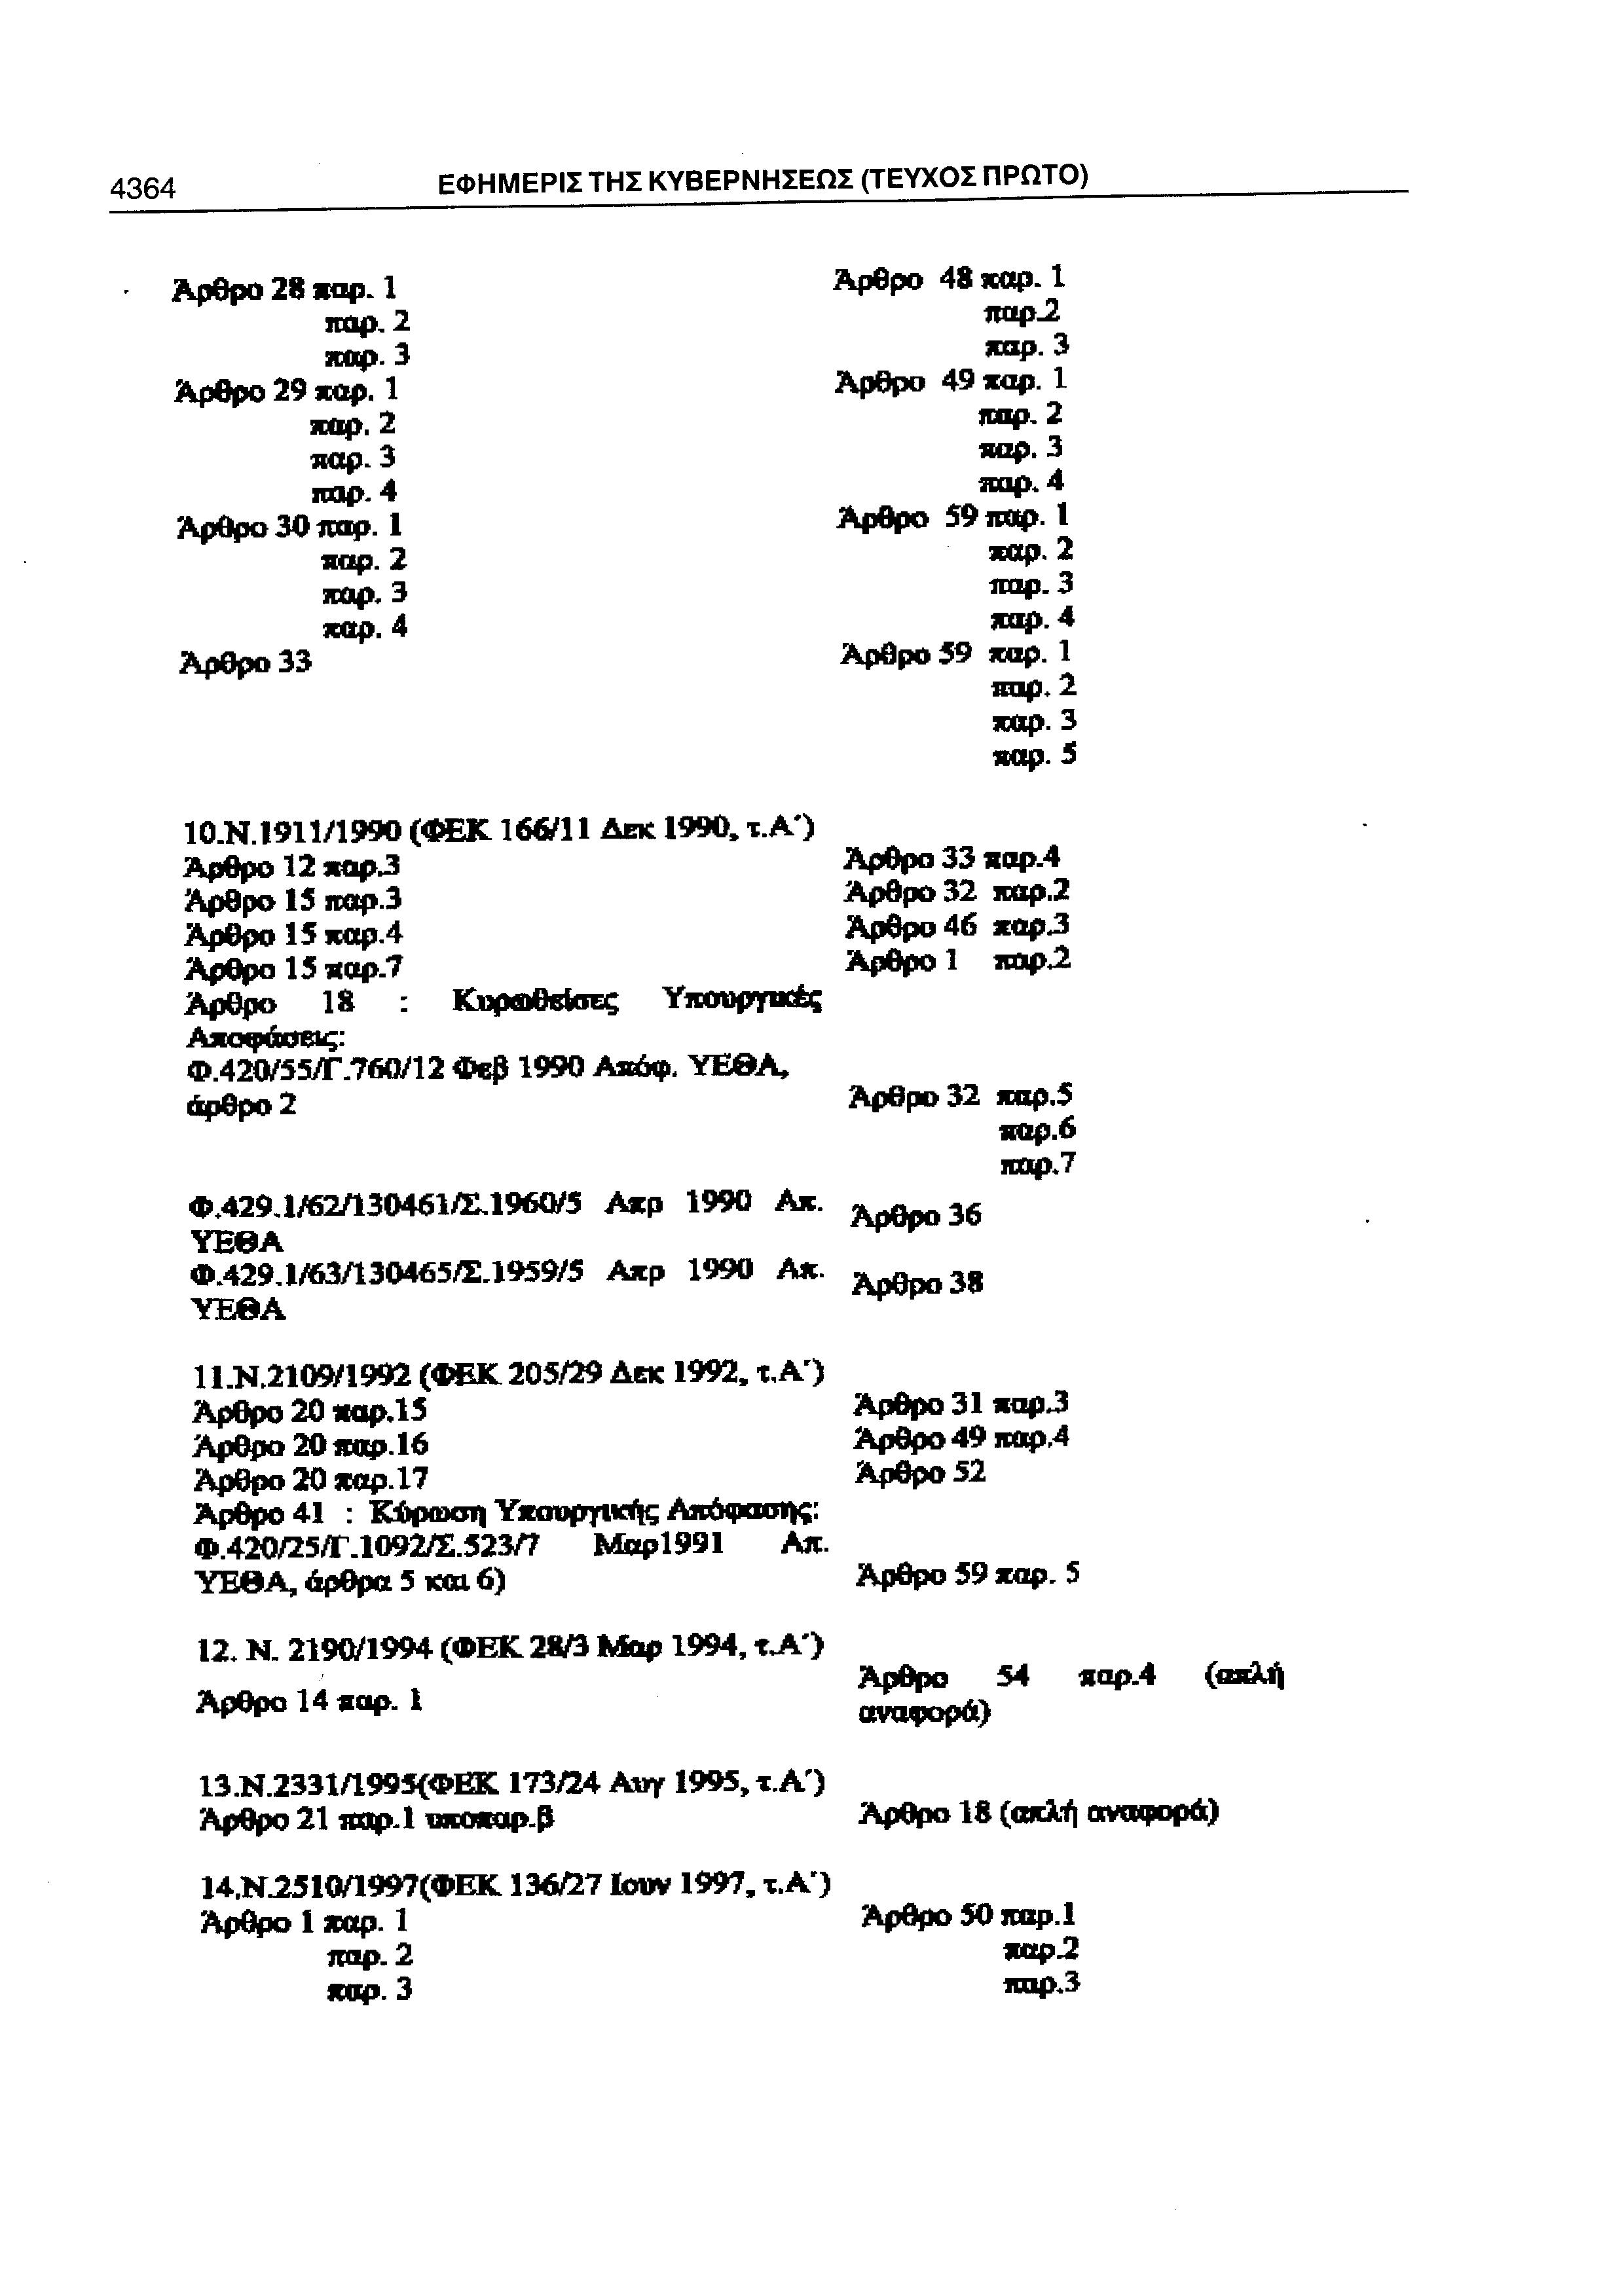 4364 ΕΦΗΜΕΡΙΣ ΤΗΣ ΚΥΒΕΡΝΗΣΕΩΣ (ΤΕΥΧΟΣ ΠΡΩΤΟ)
Άρθρο 28 παρ. 1 Άρθρο 48 παρ. 1
παρ. 2 παρ.2
παρ. 3 παρ. 3
Άρθρο 29 παρ. 1 Άρθρο 49 παρ. 1
παρ. 2 παρ. 2
παρ. 3 παρ. 3
παρ. 4 παρ. 4
Άρθρο 30 παρ. 1 Άρθρο 59 παρ. 1
παρ. 2 παρ. 2
παρ. 3 παρ. 3
παρ. 4 παρ. 4
Άρθρο 33 Άρθρο 59 παρ. 1
παρ. 2
παρ. 3
παρ. 5
10.Ν.1911/1990 (ΦΕΚ 166/11 Δεκ 1990, τ.Α΄)
Άρθρο 12 παρ.3 Άρθρο 33 παρ.4
Άρθρο 15 παρ.3 Άρθρο 32 παρ.2
Άρθρο 15 παρ.4 Άρθρο 46 παρ.3
Άρθρο 15 παρ.7 Άρθρο 1 παρ.2
Άρθρο 18 : Κυρωθείσες Υπουργικές
Αποφάσεις:
Φ.420/55/Γ.760/12 Φεβ 1990 Απόφ. ΥΕΘΑ,
άρθρο 2 Άρθρο 32 παρ.5
παρ.6
παρ.7
Φ.429.1/62/130461/Σ.1960/5 Απρ 1990 Απ. Άρθρο 36
ΥΕΘΑ
Φ.429.1/63/130465/Σ.1959/5 Απρ 1990 Απ. Άρθρο 38
ΥΕΘΑ
11.Ν.2109/1992 (ΦΕΚ 205/29 Δεκ 1992, τ.Α΄)
Άρθρο 20 παρ.15 Άρθρο 31 παρ.3
Άρθρο 20 παρ.16 Άρθρο 49 παρ.4
Άρθρο 20 παρ.17 Άρθρο 52
Άρθρο 41 : Κύρωση Υπουργικής Απόφασης:
Φ.420/25/Γ.1092/Σ.523/7 Μαρ1991 Απ.
ΥΕΘΑ, άρθρα 5 και 6) Άρθρο 59 παρ. 5
12. Ν. 2190/1994 (ΦΕΚ 28/3 Μαρ 1994, τ.Α΄)
Άρθρο 14 παρ. 1 Άρθρο 54 παρ.4 (απλή
αναφορά)
13.Ν.2331/1995(ΦΕΚ 173/24 Αυγ 1995, τ.Α΄)
Άρθρο 21 παρ.1 υποπαρ.β Άρθρο 18 (απλή αναφορά)
14.Ν.2510/1997(ΦΕΚ 136/27 Ιουν 1997, τ.Α΄)
Άρθρο 1 παρ. 1 Άρθρο 50 παρ.1
παρ. 2 παρ.2
παρ. 3 παρ.3